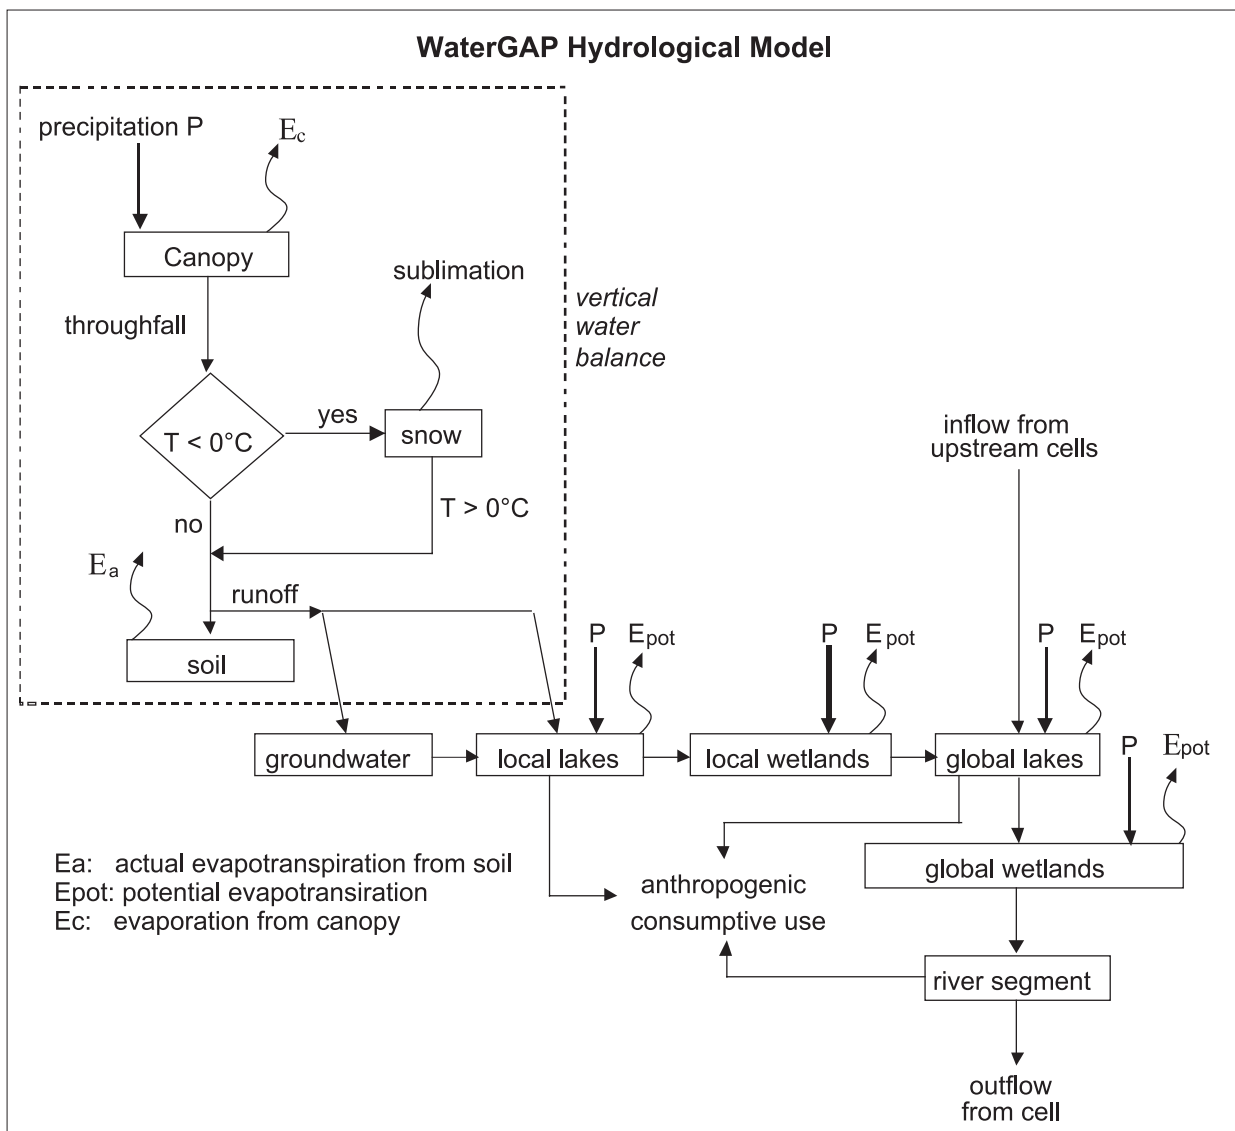 WaterGAP Hydrological Model
precipitation P
Ec
Canopy
sublimation
vertical
water
balance
throughfall
T < 0°C
yes
snow
inflow from
upstream cells
T > 0°C
no
Ea
runoff
soil
P
Epot
P
Epot
P
Epot
groundwater
local lakes
local wetlands
global lakes
P
Epot
Ea: actual evapotranspiration from soil
Epot: potential evapotransiration
Ec: evaporation from canopy
global wetlands
anthropogenic
consumptive use
river segment
outflow
from cell